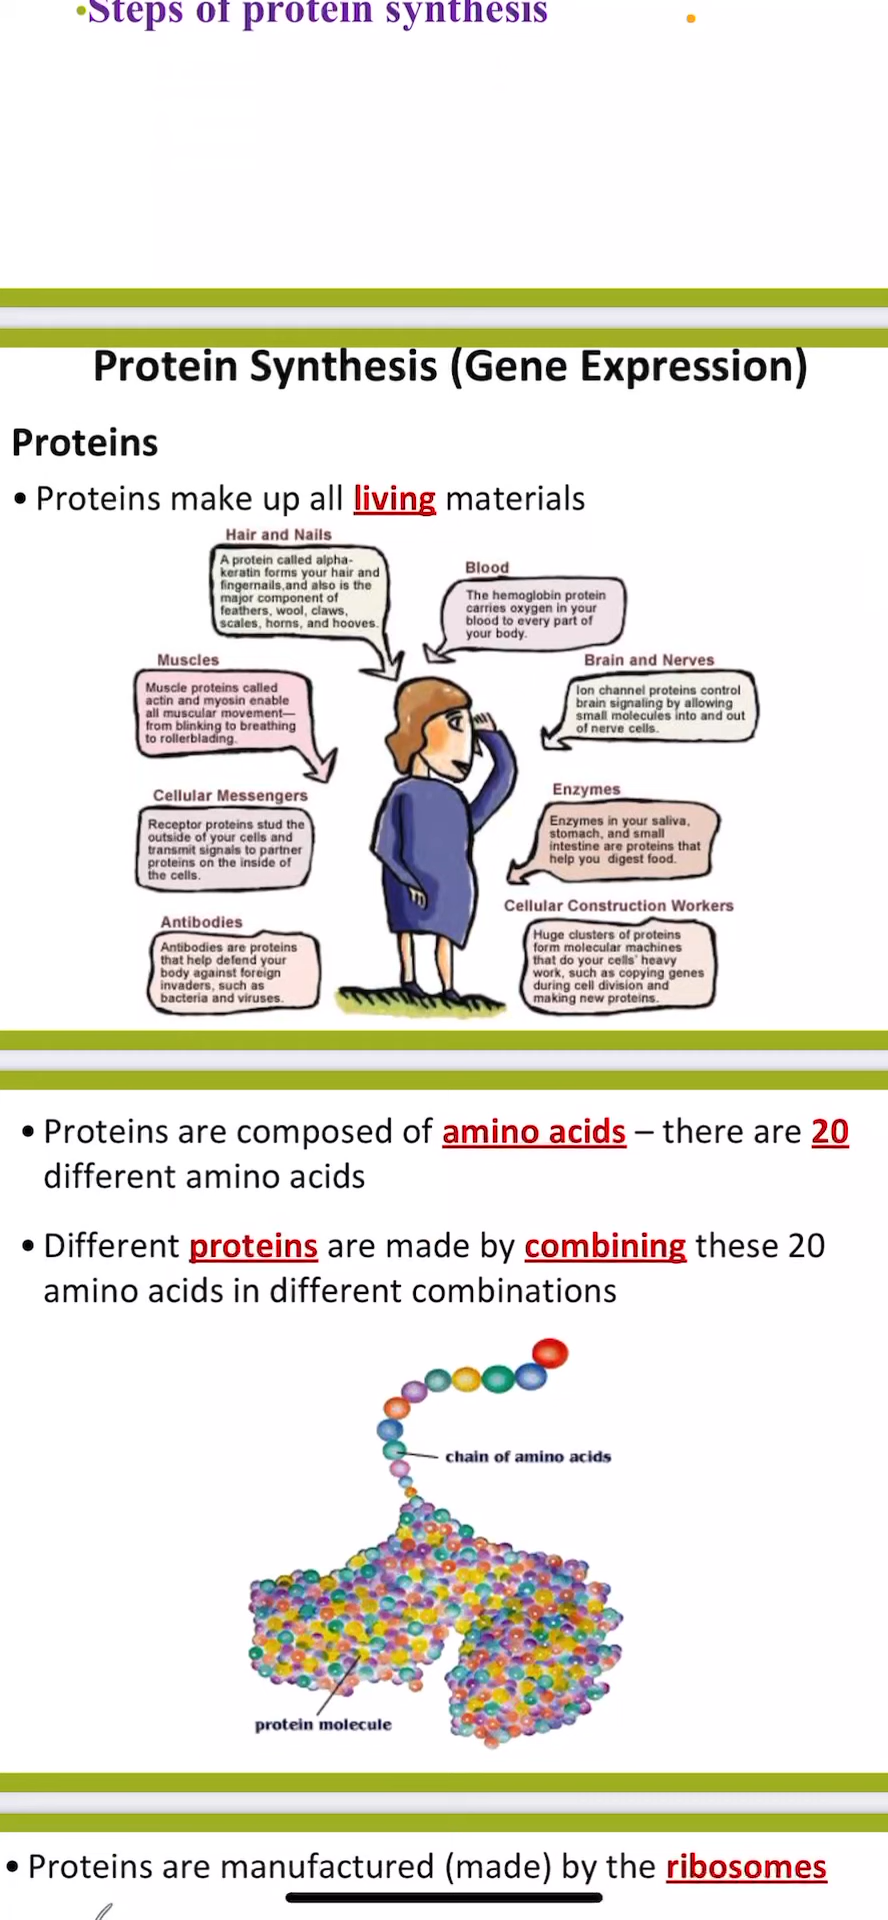 •Steps of protein synthesis
Protein Synthesis (Gene Expression)
Proteins
• Proteins make up all living materials
Hair and Nails
A protein called alpha-
keratin forms your hair and
fingernails,and also is the
major component of
feathers, wool, claws,
scales, horns, and hooves.
Blood
The hemoglobin protein
carries oxygen in your
blood to every part of
your body.
Muscles
Muscle proteins called
actin and myosin enable
all muscular movement—
from blinking to breathing
to rollerblading.
Brain and Nerves
Ion channel proteins control
brain signaling by allowing
small molecules into and out
of nerve cells.
Cellular Messengers
Receptor proteins stud the
outside of your cells and
transmit signals to partner
proteins on the inside of
the cells.
Enzymes
Enzymes in your saliva,
stomach, and small
intestine are proteins that
help you digest food.
Antibodies
Antibodies are proteins
that help defend your
body against foreign
invaders, such as
bacteria and viruses.
Cellular Construction Workers
Huge clusters of proteins
form molecular machines
that do your cells' heavy
work, such as copying genes
during cell division and
making new proteins.
• Proteins are composed of amino acids – there are 20
different amino acids
• Different proteins are made by combining these 20
amino acids in different combinations
chain of amino acids
protein molecule
• Proteins are manufactured (made) by the ribosomes